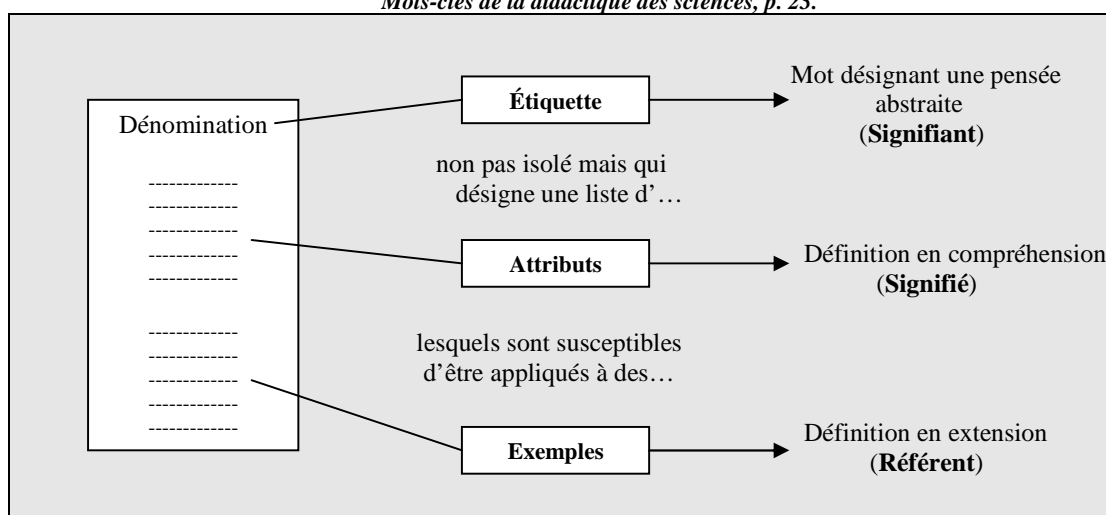 Mots-clés de la didactique des sciences, p. 23.
Étiquette
Mot désignant une pensée
abstraite
(Signifiant)
Dénomination
non pas isolé mais qui
désigne une liste d’…
-------------
-------------
-------------
-------------
-------------
Attributs
Définition en compréhension
(Signifié)
-------------
-------------
-------------
-------------
-------------
lesquels sont susceptibles
d’être appliqués à des…
Exemples
Définition en extension
(Référent)